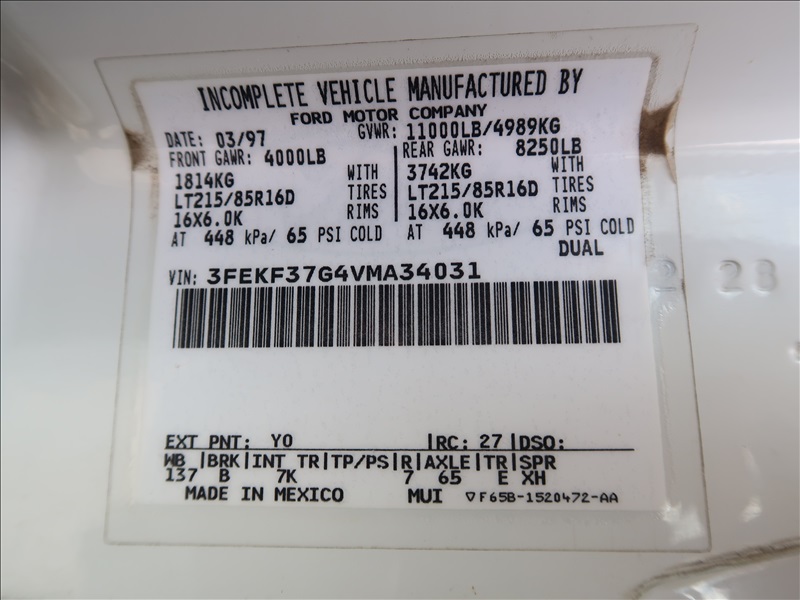 INCOMPLETE VEHICLE MANUFACTURED BY
FORD MOTOR COMPANY
DATE: 03/97 GVWR: 11000LB/4989KG
FRONT GAWR: 4000LB REAR GAWR: 8250LB
1814KG WITH 3742KG WITH
LT215/85R16D TIRES LT215/85R16D TIRES
16X6.0K RIMS 16X6.0K RIMS
AT 448 kPa/ 65 PSI COLD AT 448 kPa/ 65 PSI COLD
DUAL
VIN: 3FEKF37G4VMA34031
2 28
EXT PNT: YO |RC: 27 |DSO:
WB |BRK|INT TR|TP/PS|R|AXLE|TR|SPR
137 B 7K 7 65 E XH
MADE IN MEXICO MUI ▽F65B-1520472-AA